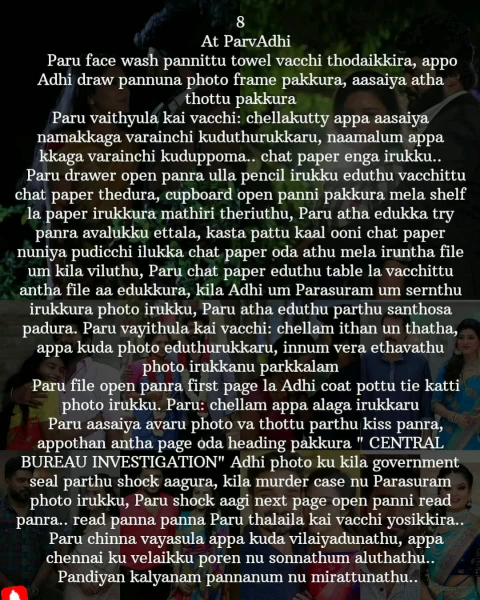 8
At ParvAdhi
Paru face wash pannittu towel vacchi thodaikkira, appo
Adhi draw pannuna photo frame pakkura, aasaiya atha
thottu pakkura
Paru vaithyula kai vacchi: chellakutty appa aasaiya
namakkaga varainchi kuduthurukkaru, naamalum appa
kkaga varainchi kuduppoma.. chat paper enga irukku..
Paru drawer open panra ulla pencil irukku eduthu vacchittu
chat paper thedura, cupboard open panni pakkura mela shelf
la paper irukkura mathiri theriuthu, Paru atha edukka try
panra avalukku ettala, kasta pattu kaal ooni chat paper
nuniya pudicchi ilukka chat paper oda athu mela iruntha file
um kila viluthu, Paru chat paper eduthu table la vacchittu
antha file aa edukkura, kila Adhi um Parasuram um sernthu
irukkura photo irukku, Paru atha eduthu parthu santhosa
padura. Paru vayithula kai vacchi: chellam ithan un thatha,
appa kuda photo eduthurukkaru, innum vera ethavathu
photo irukkanu parkkalam
Paru file open panra first page la Adhi coat pottu tie katti
photo irukku. Paru: chellam appa alaga irukkaru
Paru aasaiya avaru photo va thottu parthu kiss panra,
appothan antha page oda heading pakkura " CENTRAL
BUREAU INVESTIGATION" Adhi photo ku kila government
seal parthu shock aagura, kila murder case nu Parasuram
photo irukku, Paru shock aagi next page open panni read
panra.. read panna panna Paru thalaila kai vacchi yosikkira..
Paru chinna vayasula appa kuda vilaiyadunathu, appa
chennai ku velaikku poren nu sonnathum aluthathu..
Pandiyan kalyanam pannanum nu mirattunathu..